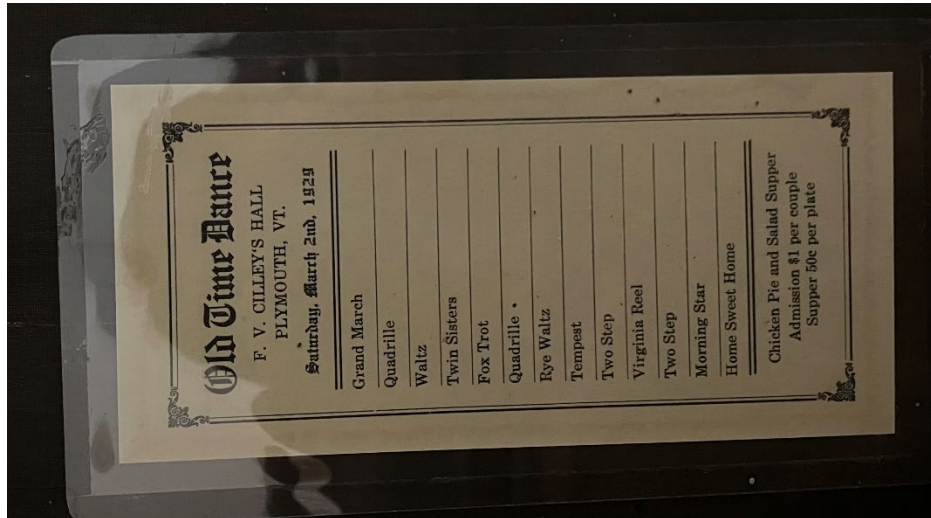 Old Time Dance
F. V. CILLEY'S HALL
PLYMOUTH, VT.
Saturday, March 2nd, 1929
Grand March
Quadrille
Waltz
Twin Sisters
Fox Trot
Quadrille
Rye Waltz
Tempest
Two Step
Virginia Reel
Two Step
Morning Star
Home Sweet Home
Chicken Pie and Salad Supper
Admission $1 per couple
Supper 50c per plate